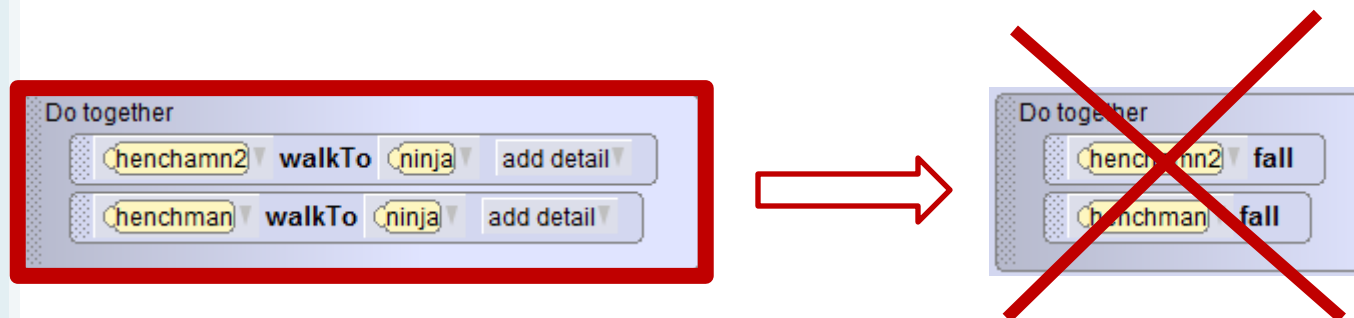 Do together
henchamn2 walkTo ninja add detail
henchman walkTo ninja add detail
Do together
henchamn2 fall
henchman fall